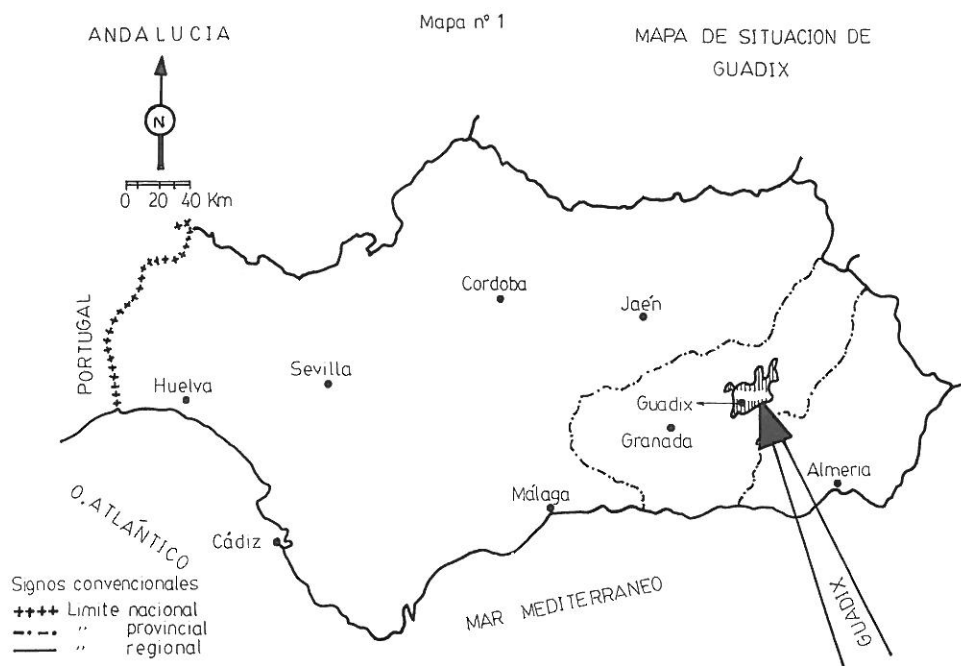 Mapa nº 1
ANDALUCIA
MAPA DE SITUACION DE
GUADIX
N
0 20 40 Km
PORTUGAL
Cordoba
Jaén
Sevilla
Huelva
Guadix
Granada
Almeria
Málaga
Cádiz
O. ATLÁNTICO
MAR MEDITERRANEO
GUADIX
Signos convencionales
Limite nacional
" provincial
" regional